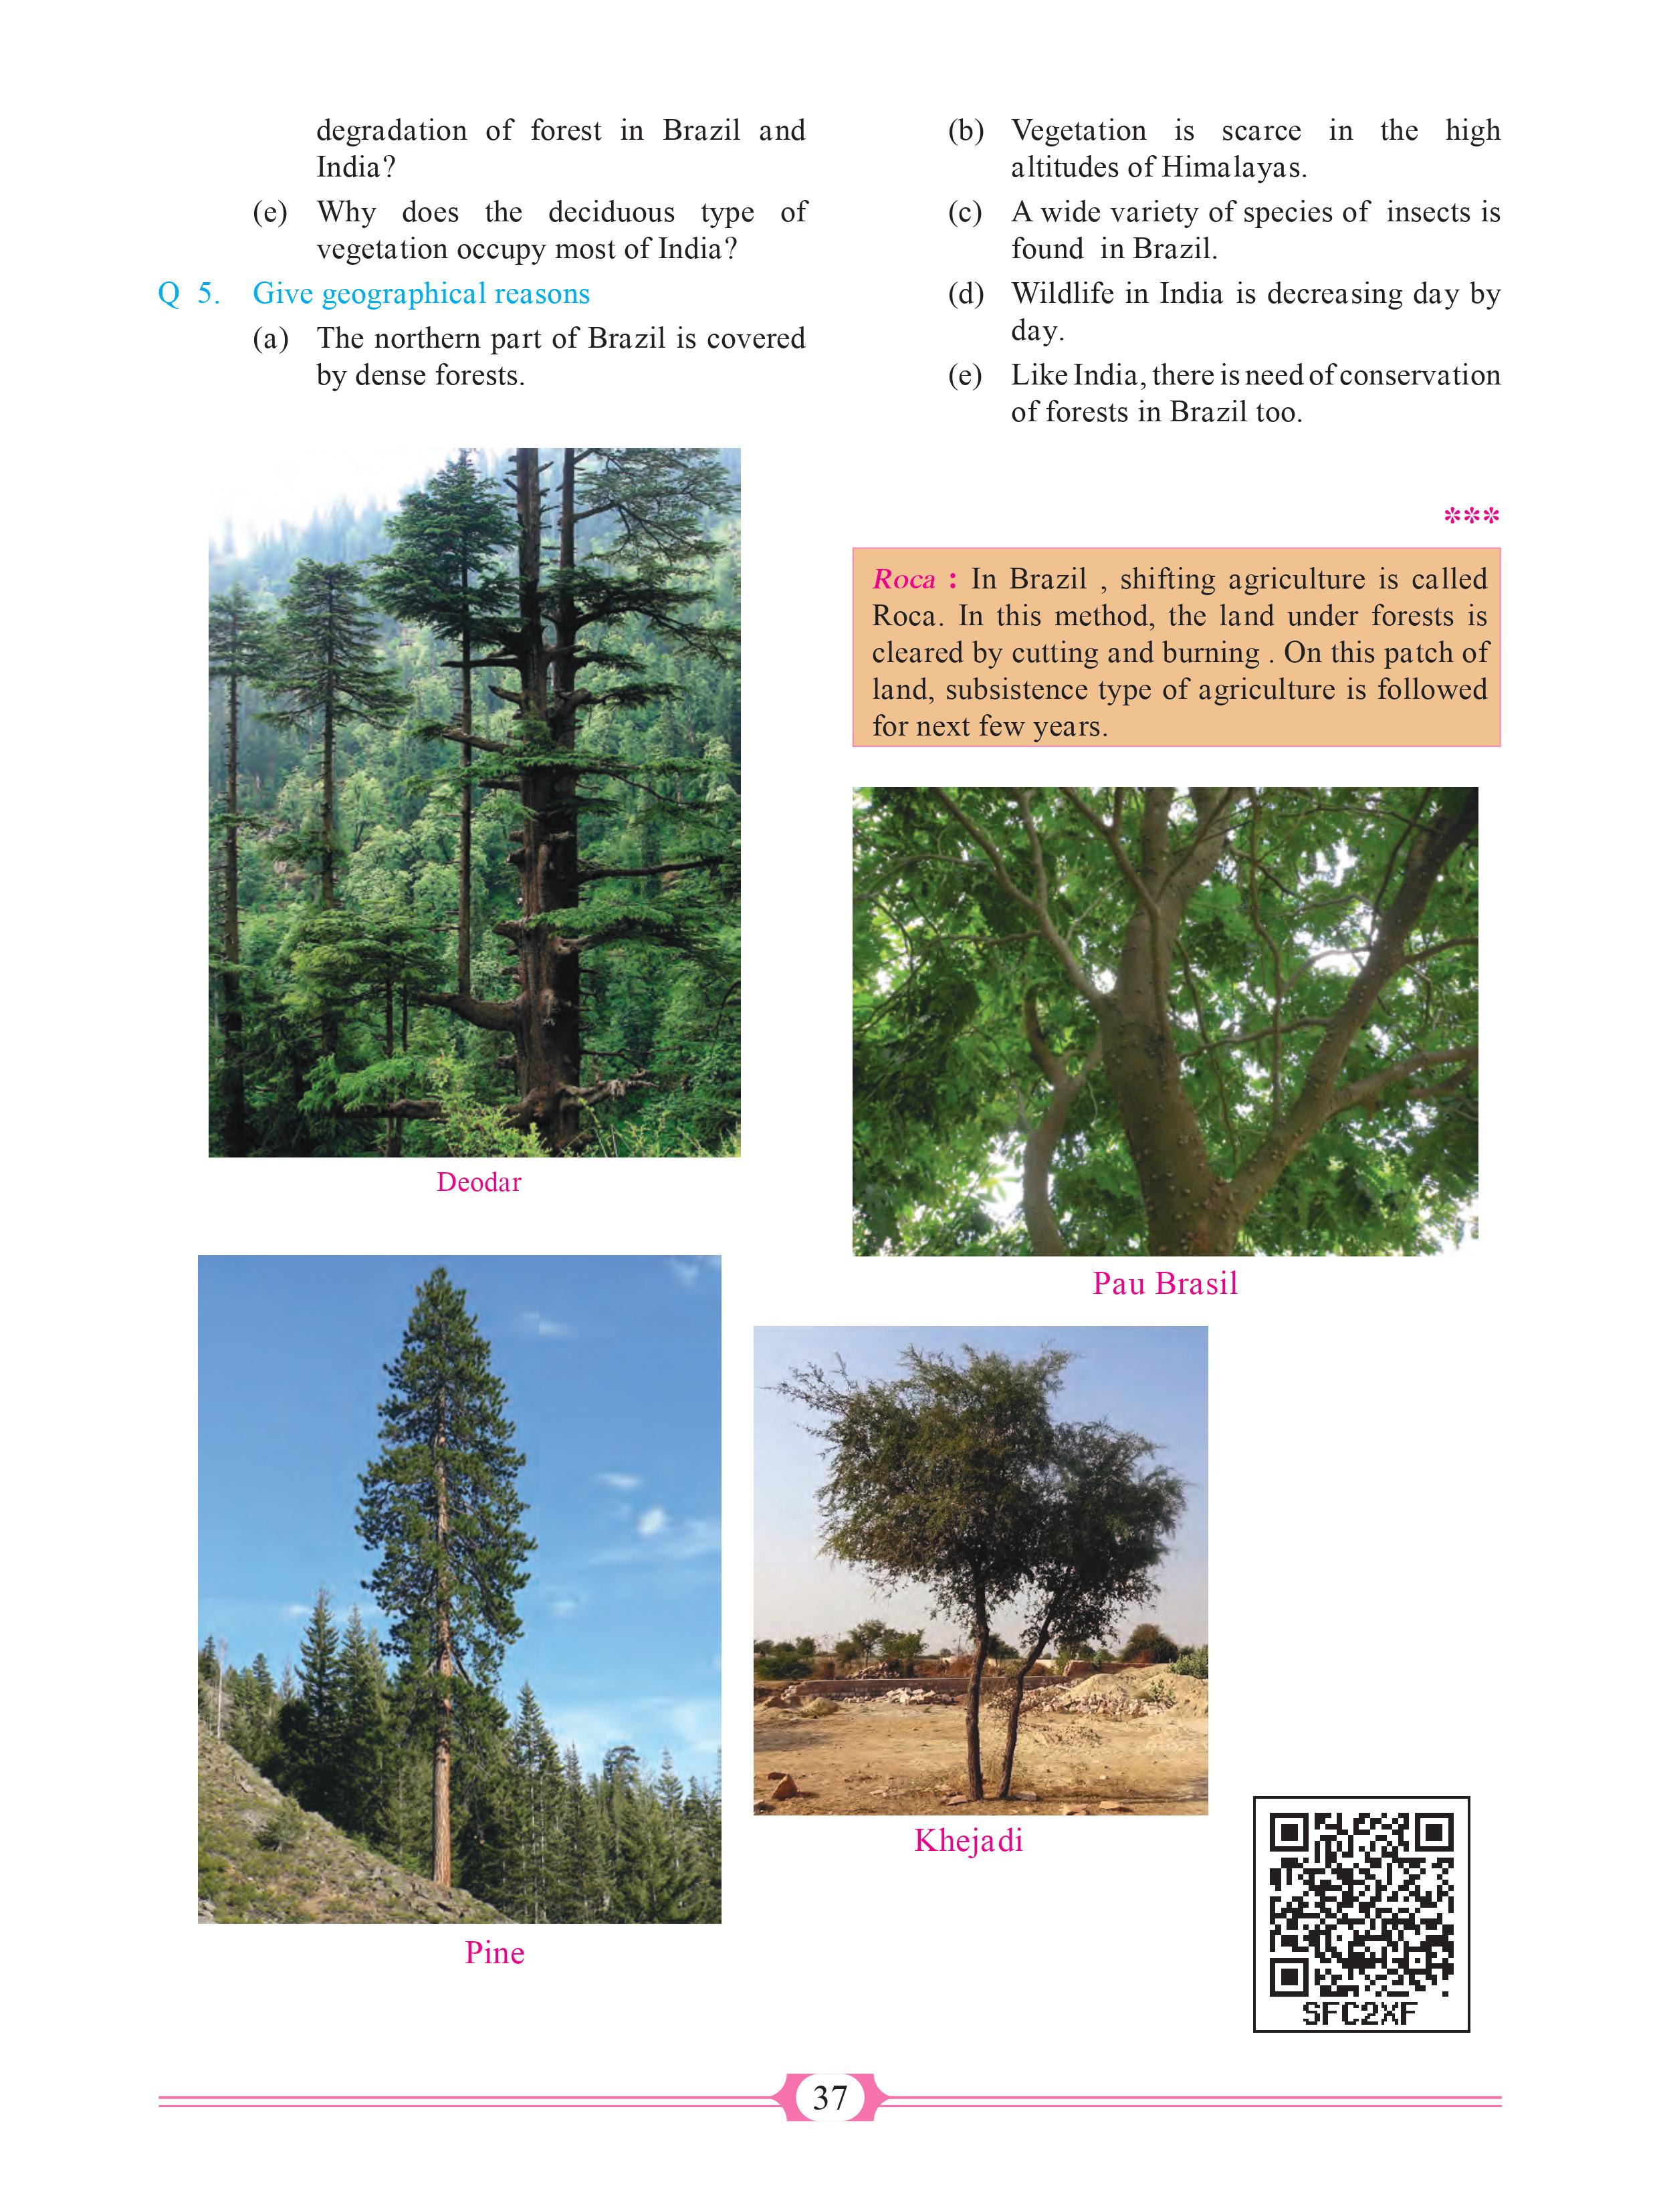 degradation of forest in Brazil and
India?
(e) Why does the deciduous type of
vegetation occupy most of India?
Q 5. Give geographical reasons
(a) The northern part of Brazil is covered
by dense forests.
(b) Vegetation is scarce in the high
altitudes of Himalayas.
(c) A wide variety of species of insects is
found in Brazil.
(d) Wildlife in India is decreasing day by
day.
(e) Like India, there is need of conservation
of forests in Brazil too.
***
Roca : In Brazil , shifting agriculture is called
Roca. In this method, the land under forests is
cleared by cutting and burning . On this patch of
land, subsistence type of agriculture is followed
for next few years.
Deodar
Pau Brasil
Khejadi
Pine
SFC2XF
37